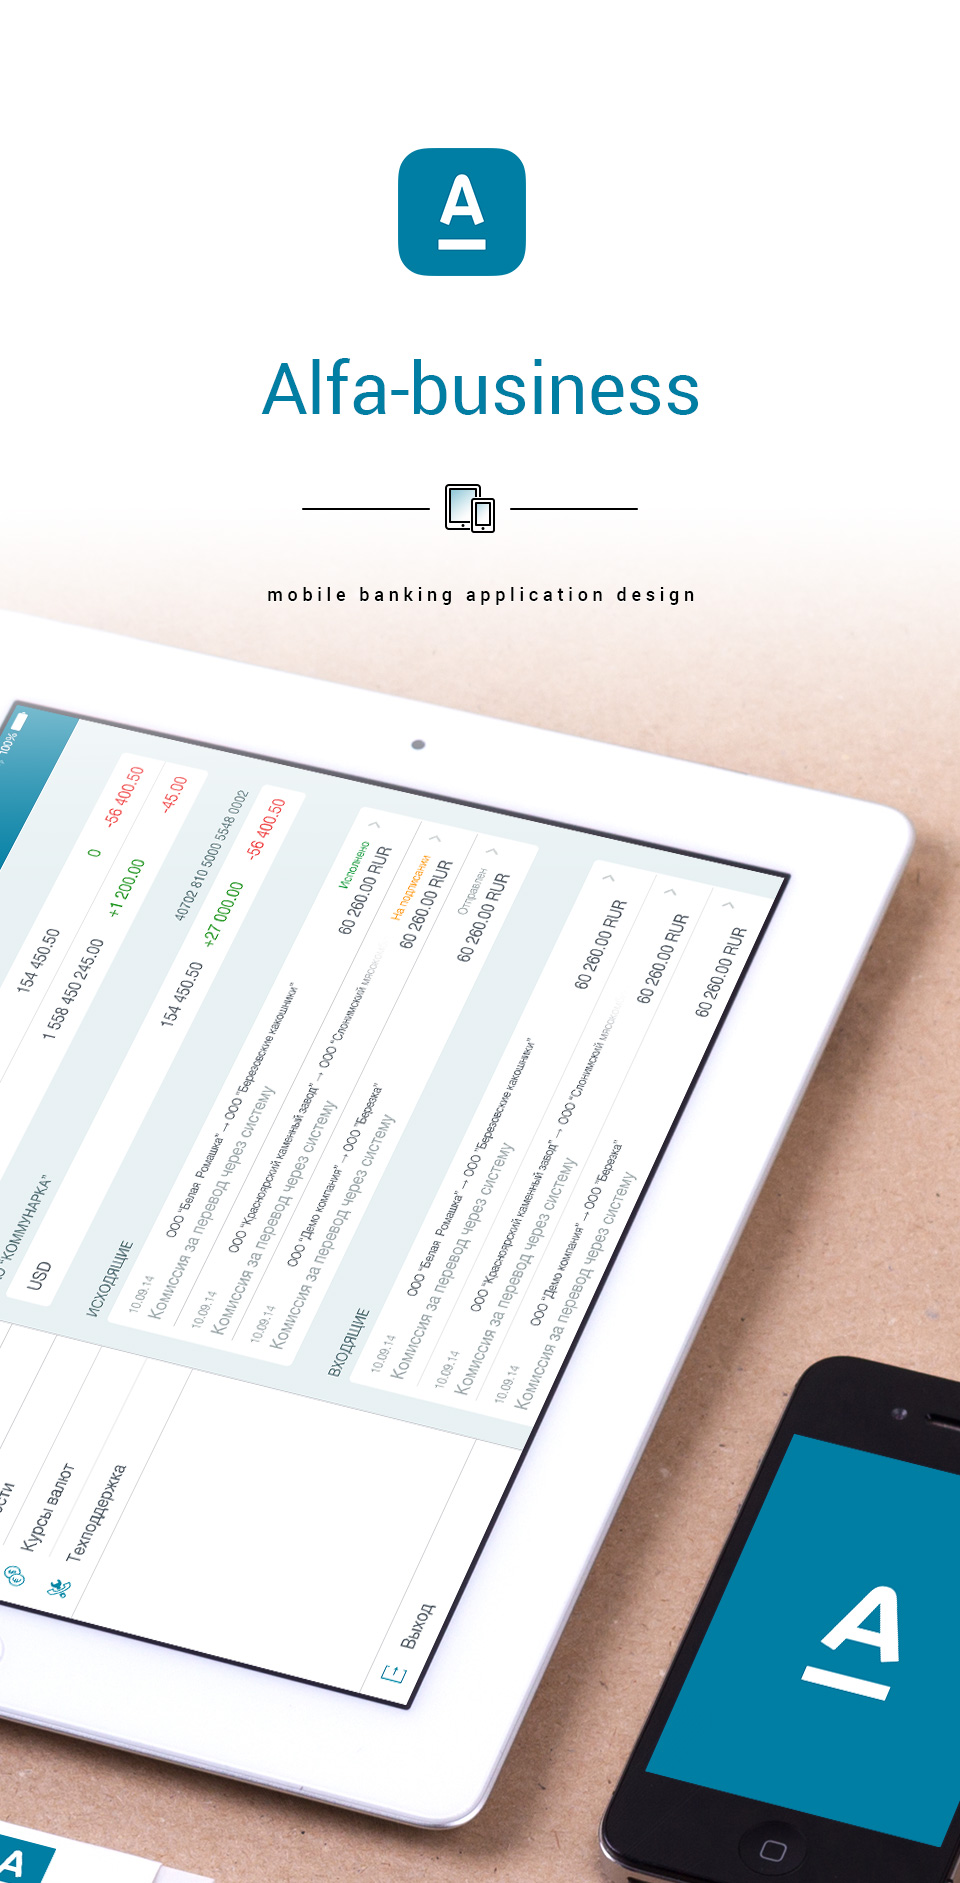 A
Alfa-business
mobile banking application design
100%
0
-56 400.50
154 450.50
+1 200.00
-45.00
1 558 450 245.00
"КОММУНАРКА"
40702 810 5000 5548 0002
USD
154 450.50
+27 000.00
-56 400.50
ИСХОДЯЩИЕ
10.09.14
ООО "Белая Ромашка" → ООО "Березовские какошники"
Исполнено
Комиссия за перевод через систему
60 260.00 RUR
10.09.14
ООО "Красноярский каменный завод" → ООО "Слонимский мясоко
На подписании
Комиссия за перевод через систему
60 260.00 RUR
10.09.14
ООО "Демо компания" → ООО "Березка"
Отправлен
Комиссия за перевод через систему
60 260.00 RUR
ВХОДЯЩИЕ
10.09.14
ООО "Белая Ромашка" → ООО "Березовские какошники"
Комиссия за перевод через систему
60 260.00 RUR
10.09.14
ООО "Красноярский каменный завод" → ООО "Слонимский мясо
Комиссия за перевод через систему
60 260.00 RUR
10.09.14
ООО "Демо компания" → ООО "Березка"
Комиссия за перевод через систему
60 260.00 RUR
сти
Курсы валют
Техподдержка
Выход
A
A